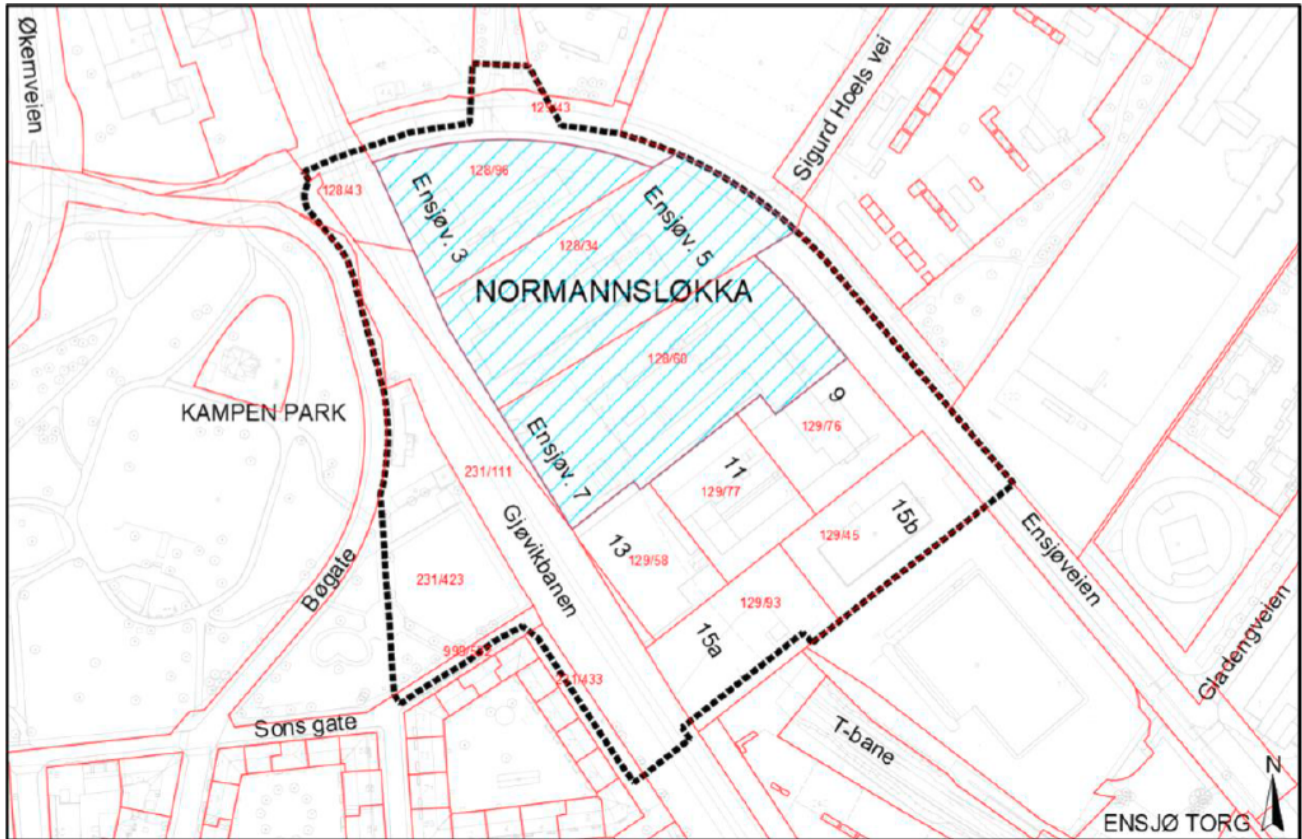 Økernveien
Sigurd Hoels vei
128/43
128/96
Ensjøv. 3
Ensjøv. 5
128/34
NORMANNSLØKKA
128/60
KAMPEN PARK
9
129/76
Ensjøv. 7
11
129/77
231/111
15b
Gjøvikbanen
13
129/58
129/45
Ensjøveien
231/423
Bøgate
129/93
15a
Gladengveien
Sons gate
T-bane
N
ENSJØ TORG